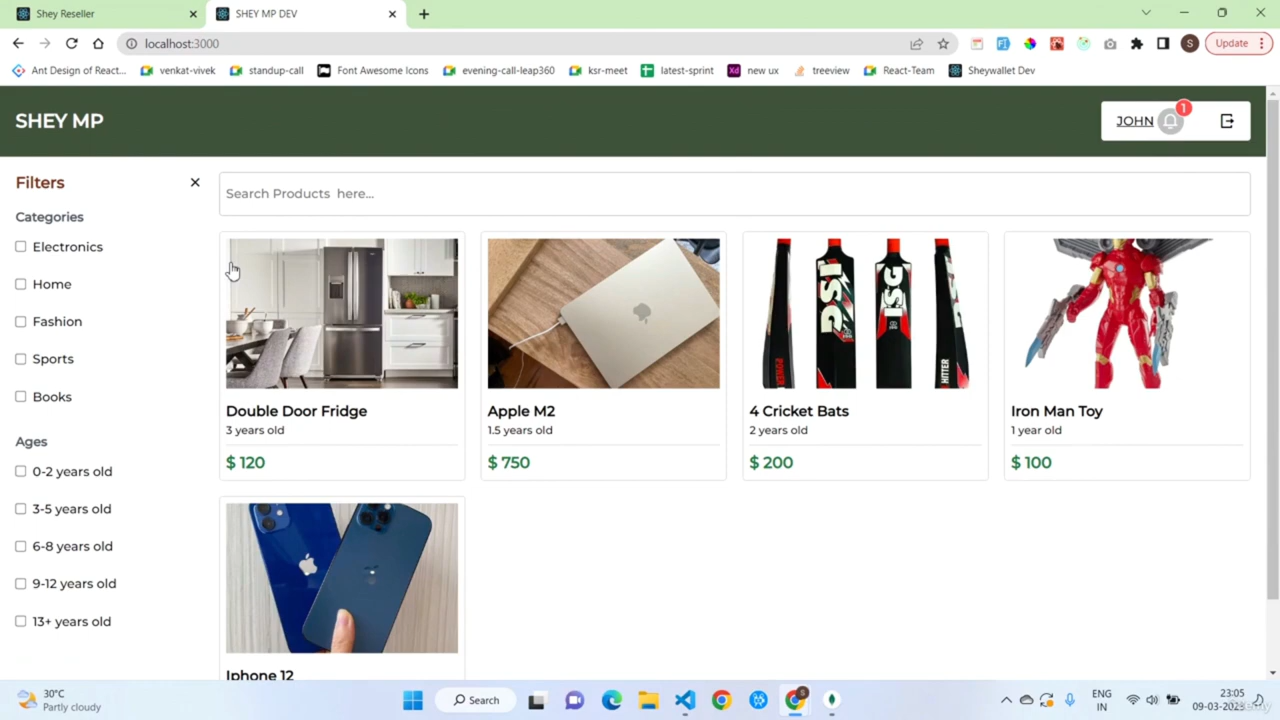 Shey Reseller
SHEY MP DEV
localhost:3000
Update
Ant Design of React...
venkat-vivek
standup-call
Font Awesome Icons
evening-call-leap360
ksr-meet
latest-sprint
new ux
treeview
React-Team
Sheywallet Dev
SHEY MP
JOHN
1
Filters
Search Products here...
Categories
Electronics
Home
Fashion
Sports
Books
Ages
0-2 years old
3-5 years old
6-8 years old
9-12 years old
13+ years old
Double Door Fridge
3 years old
$ 120
Apple M2
1.5 years old
$ 750
4 Cricket Bats
2 years old
$ 200
Iron Man Toy
1 year old
$ 100
Iphone 12
30°C
Partly cloudy
Search
ENG
IN
23:05